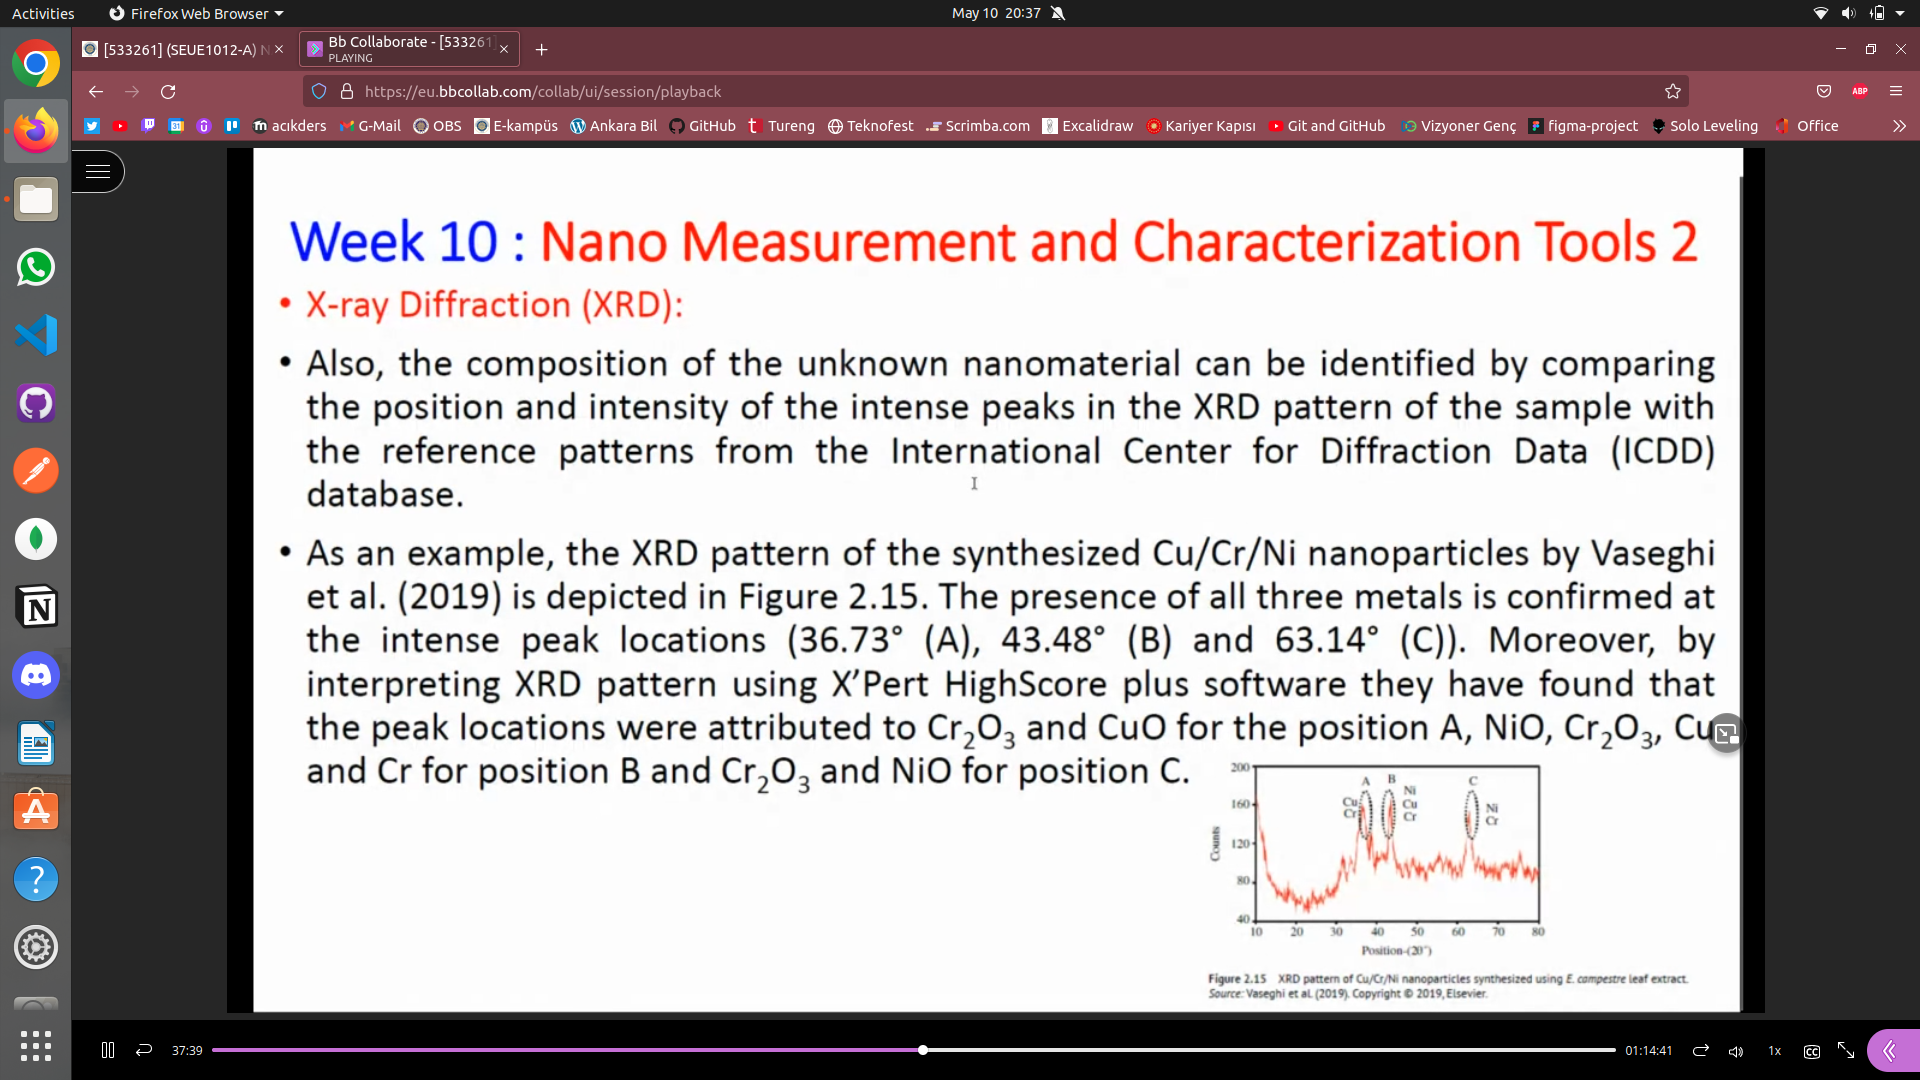 Activities
Firefox Web Browser
May 10 20:37
[533261] (SEUE1012-A) N
Bb Collaborate - [533261]
PLAYING
https://eu.bbcollab.com/collab/ui/session/playback
ABP
acıkders
G-Mail
OBS
E-kampüs
Ankara Bil
GitHub
Tureng
Teknofest
Scrimba.com
Excalidraw
Kariyer Kapısı
Git and GitHub
Vizyoner Genç
figma-project
Solo Leveling
Office
Week 10 : Nano Measurement and Characterization Tools 2
• X-ray Diffraction (XRD):
• Also, the composition of the unknown nanomaterial can be identified by comparing
the position and intensity of the intense peaks in the XRD pattern of the sample with
the reference patterns from the International Center for Diffraction Data (ICDD)
database.
• As an example, the XRD pattern of the synthesized Cu/Cr/Ni nanoparticles by Vaseghi
et al. (2019) is depicted in Figure 2.15. The presence of all three metals is confirmed at
the intense peak locations (36.73° (A), 43.48° (B) and 63.14° (C)). Moreover, by
interpreting XRD pattern using X’Pert HighScore plus software they have found that
the peak locations were attributed to Cr₂O₃ and CuO for the position A, NiO, Cr₂O₃, Cu
and Cr for position B and Cr₂O₃ and NiO for position C.
200
160
120
80
40
Counts
A
B
C
Cu
Cr
Ni
Cu
Cr
Ni
Cr
10 20 30 40 50 60 70 80
Position-(2θ°)
Figure 2.15 XRD pattern of Cu/Cr/Ni nanoparticles synthesized using E. campestre leaf extract.
Source: Vaseghi et al. (2019). Copyright © 2019, Elsevier.
37:39
01:14:41
1x
CC